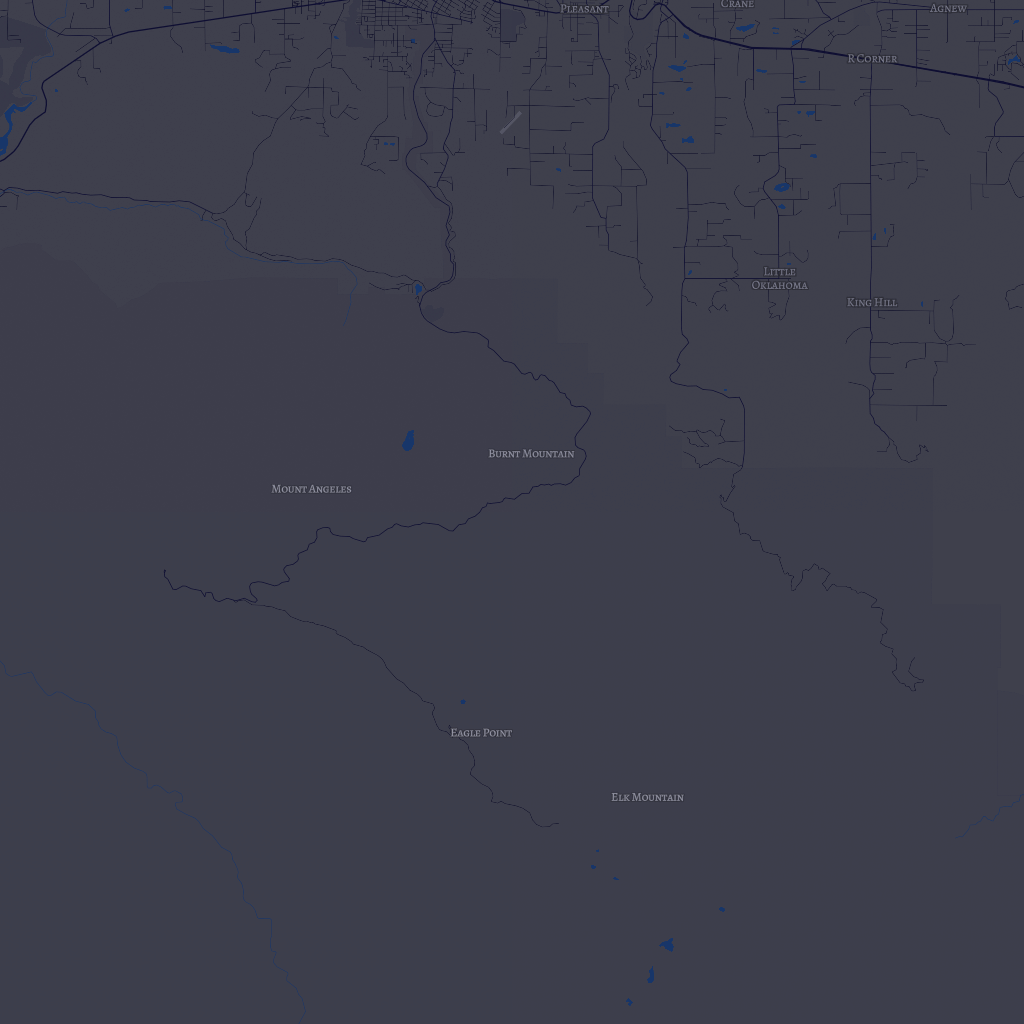 Crane
Pleasant
Agnew
R Corner
Little
Oklahoma
King Hill
Burnt Mountain
Mount Angeles
Eagle Point
Elk Mountain